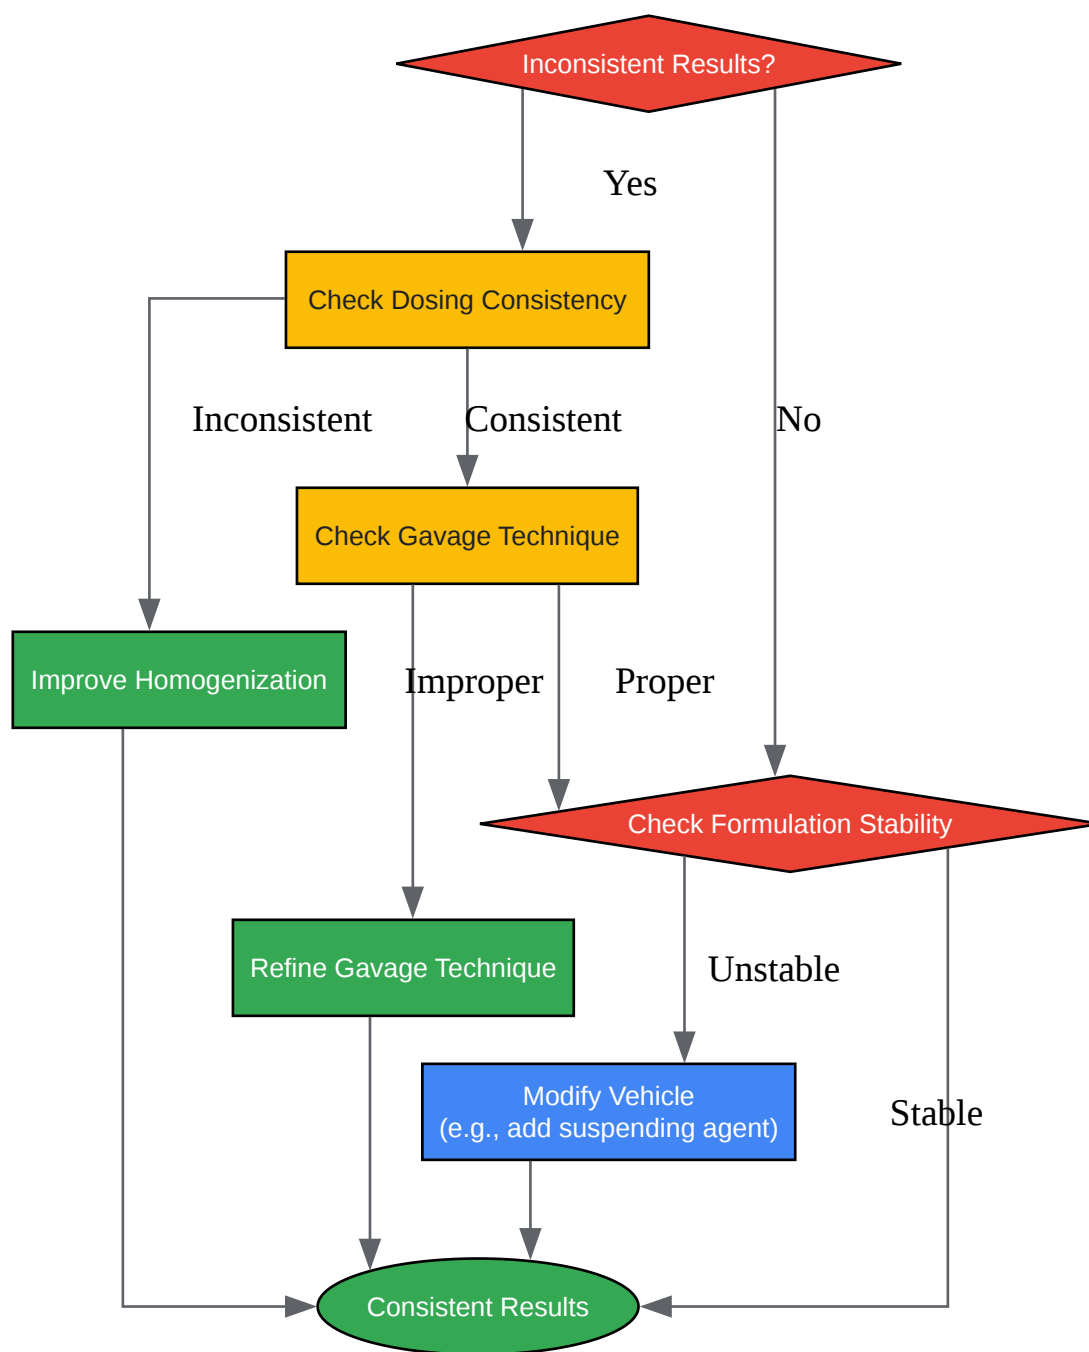 Inconsistent Results?
Yes
Check Dosing Consistency
Inconsistent
Consistent
No
Check Gavage Technique
Improve Homogenization
Improper
Proper
Check Formulation Stability
Refine Gavage Technique
Unstable
Modify Vehicle
(e.g., add suspending agent)
Stable
Consistent Results